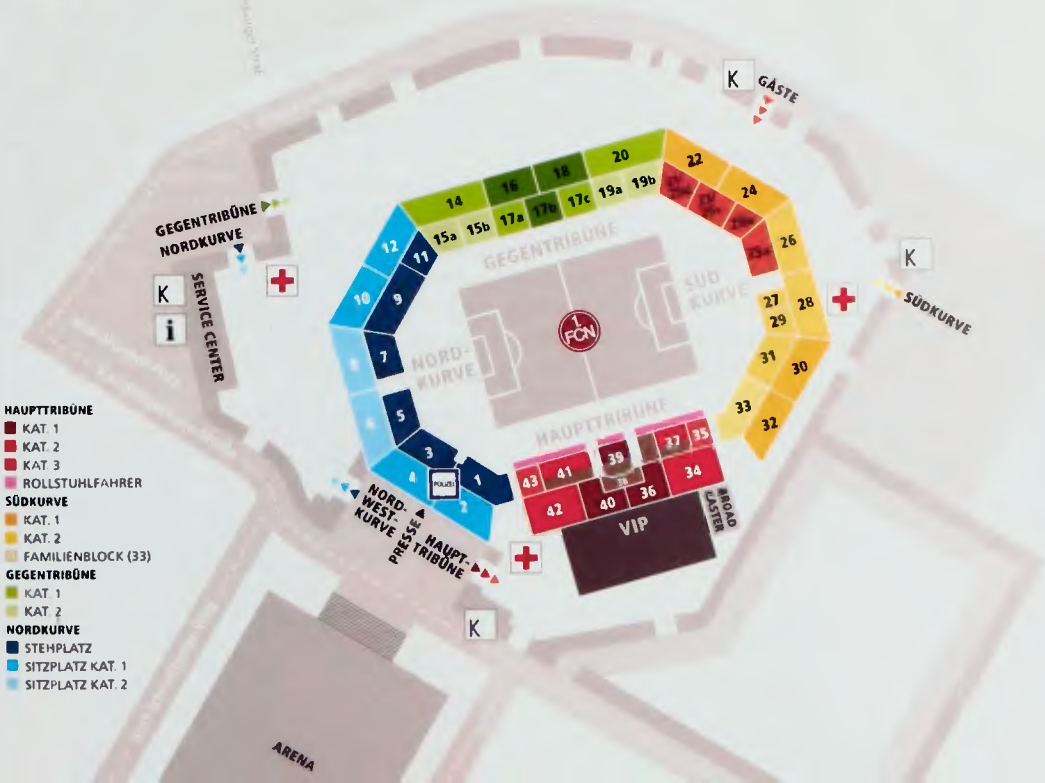 K
GÄSTE
20
22
18
16
24
14
19b
19a
17c
17b
17a
15b
15a
GEGENTRIBÜNE
NORDKURVE
12
11
26
GEGENTRIBÜNE
K
SERVICE CENTER
i
10
9
SÜD
KURVE
27
29
28
K
SÜDKURVE
1.
FCN
7
NORD-
KURVE
31
30
5
33
32
HAUPTTRIBÜNE
3
4
POLIZEI
1
2
43
41
39
37
35
38
42
40
36
34
VIP
BROAD
CASTER
NORD-
WEST-
KURVE
PRESSE
HAUPT-
TRIBÜNE
K
ARENA
HAUPTTRIBÜNE
KAT. 1
KAT. 2
KAT. 3
ROLLSTUHLFAHRER
SÜDKURVE
KAT. 1
KAT. 2
FAMILIENBLOCK (33)
GEGENTRIBÜNE
KAT. 1
KAT. 2
NORDKURVE
STEHPLATZ
SITZPLATZ KAT. 1
SITZPLATZ KAT. 2